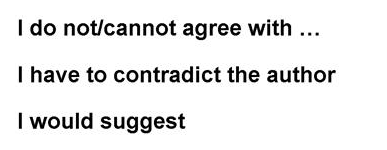 I do not/cannot agree with …
I have to contradict the author
I would suggest